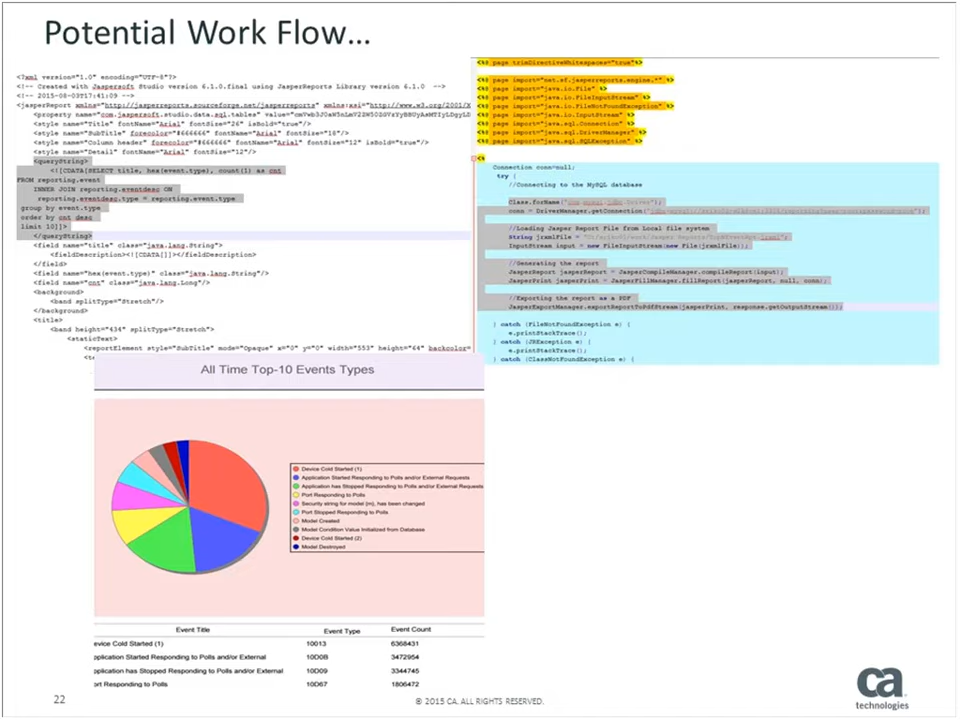 Potential Work Flow...
<?xml version="1.0" encoding="UTF-8"?>
<!-- Created with Jaspersoft Studio version 6.1.0.final using JasperReports Library version 6.1.0 -->
<!-- 2015-08-03T17:41:09 -->
<jasperReport xmlns="http://jasperreports.sourceforge.net/jasperreports" xmlns:xsi="http://www.w3.org/2001/X
<property name="com.jaspersoft.studio.data.sql.tables"
<style name="Title" fontName="Arial" fontSize="26" isBold="true"/>
<style name="SubTitle" forecolor="#666666" fontName="Arial" fontSize="18"/>
<style name="Column header" forecolor="#666666" fontName="Arial" fontSize="12" isBold="true"/>
<style name="Detail" fontName="Arial" fontSize="12"/>
<queryString>
<![CDATA[SELECT title, hex(event.type), count(1) as cnt
FROM reporting.event
INNER JOIN reporting.eventdesc ON
reporting.eventdesc.type = reporting.event.type
group by event.type
order by cnt desc
limit 10]]>
</queryString>
<field name="title" class="java.lang.String">
<fieldDescription><![CDATA[]]></fieldDescription>
</field>
<field name="hex(event.type)" class="java.lang.String"/>
<field name="cnt" class="java.lang.Long"/>
<background>
<band splitType="Stretch"/>
</background>
<title>
<band height="434" splitType="Stretch">
<staticText>
<reportElement style="SubTitle" mode="Opaque" x="0" y="0" width="553" height="64" backcolor=
<%@ page trimDirectiveWhitespaces="true"%>
<%@ page import="net.sf.jasperreports.engine.*" %>
<%@ page import="java.io.File" %>
<%@ page import="java.io.FileInputStream" %>
<%@ page import="java.io.FileNotFoundException" %>
<%@ page import="java.io.InputStream" %>
<%@ page import="java.sql.Connection" %>
<%@ page import="java.sql.DriverManager" %>
<%@ page import="java.sql.SQLException" %>
<%
Connection conn=null;
try {
//Connecting to the MySQL database
Class.forName("com.mysql.jdbc.Driver");
conn = DriverManager.getConnection(
//Loading Jasper Report File from Local file system
String jrxmlFile =
InputStream input = new FileInputStream(new File(jrxmlFile));
//Generating the report
JasperReport jasperReport = JasperCompileManager.compileReport(input);
JasperPrint jasperPrint = JasperFillManager.fillReport(jasperReport, null, conn);
//Exporting the report as a PDF
JasperExportManager.exportReportToPdfStream(jasperPrint, response.getOutputStream());
} catch (FileNotFoundException e) {
e.printStackTrace();
} catch (JRException e) {
e.printStackTrace();
} catch (ClassNotFoundException e) {
All Time Top-10 Events Types
Device Cold Started (1)
Application Started Responding to Polls and/or External Requests
Application has Stopped Responding to Polls and/or External Requests
Port Responding to Polls
Security string for model (m), has been changed
Port Stopped Responding to Polls
Model Created
Model Condition Value Initialized from Database
Device Cold Started (2)
Model Destroyed
Event Title Event Type Event Count
evice Cold Started (1) 10013 6368431
pplication Started Responding to Polls and/or External 10D0B 3472954
pplication has Stopped Responding to Polls and/or External 10D09 3344745
ort Responding to Polls 10D67 1806472
22
© 2015 CA. ALL RIGHTS RESERVED.
ca
technologies